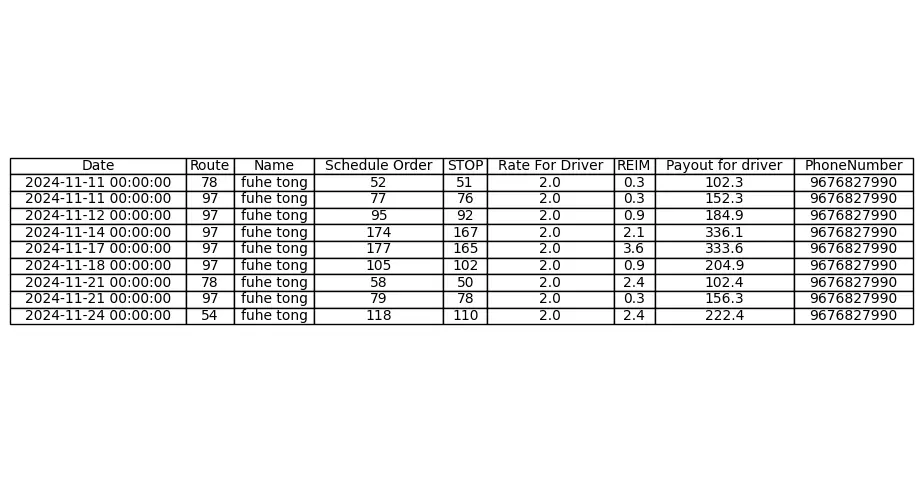 Date Route Name Schedule Order STOP Rate For Driver REIM Payout for driver PhoneNumber
2024-11-11 00:00:00 78 fuhe tong 52 51 2.0 0.3 102.3 9676827990
2024-11-11 00:00:00 97 fuhe tong 77 76 2.0 0.3 152.3 9676827990
2024-11-12 00:00:00 97 fuhe tong 95 92 2.0 0.9 184.9 9676827990
2024-11-14 00:00:00 97 fuhe tong 174 167 2.0 2.1 336.1 9676827990
2024-11-17 00:00:00 97 fuhe tong 177 165 2.0 3.6 333.6 9676827990
2024-11-18 00:00:00 97 fuhe tong 105 102 2.0 0.9 204.9 9676827990
2024-11-21 00:00:00 78 fuhe tong 58 50 2.0 2.4 102.4 9676827990
2024-11-21 00:00:00 97 fuhe tong 79 78 2.0 0.3 156.3 9676827990
2024-11-24 00:00:00 54 fuhe tong 118 110 2.0 2.4 222.4 9676827990